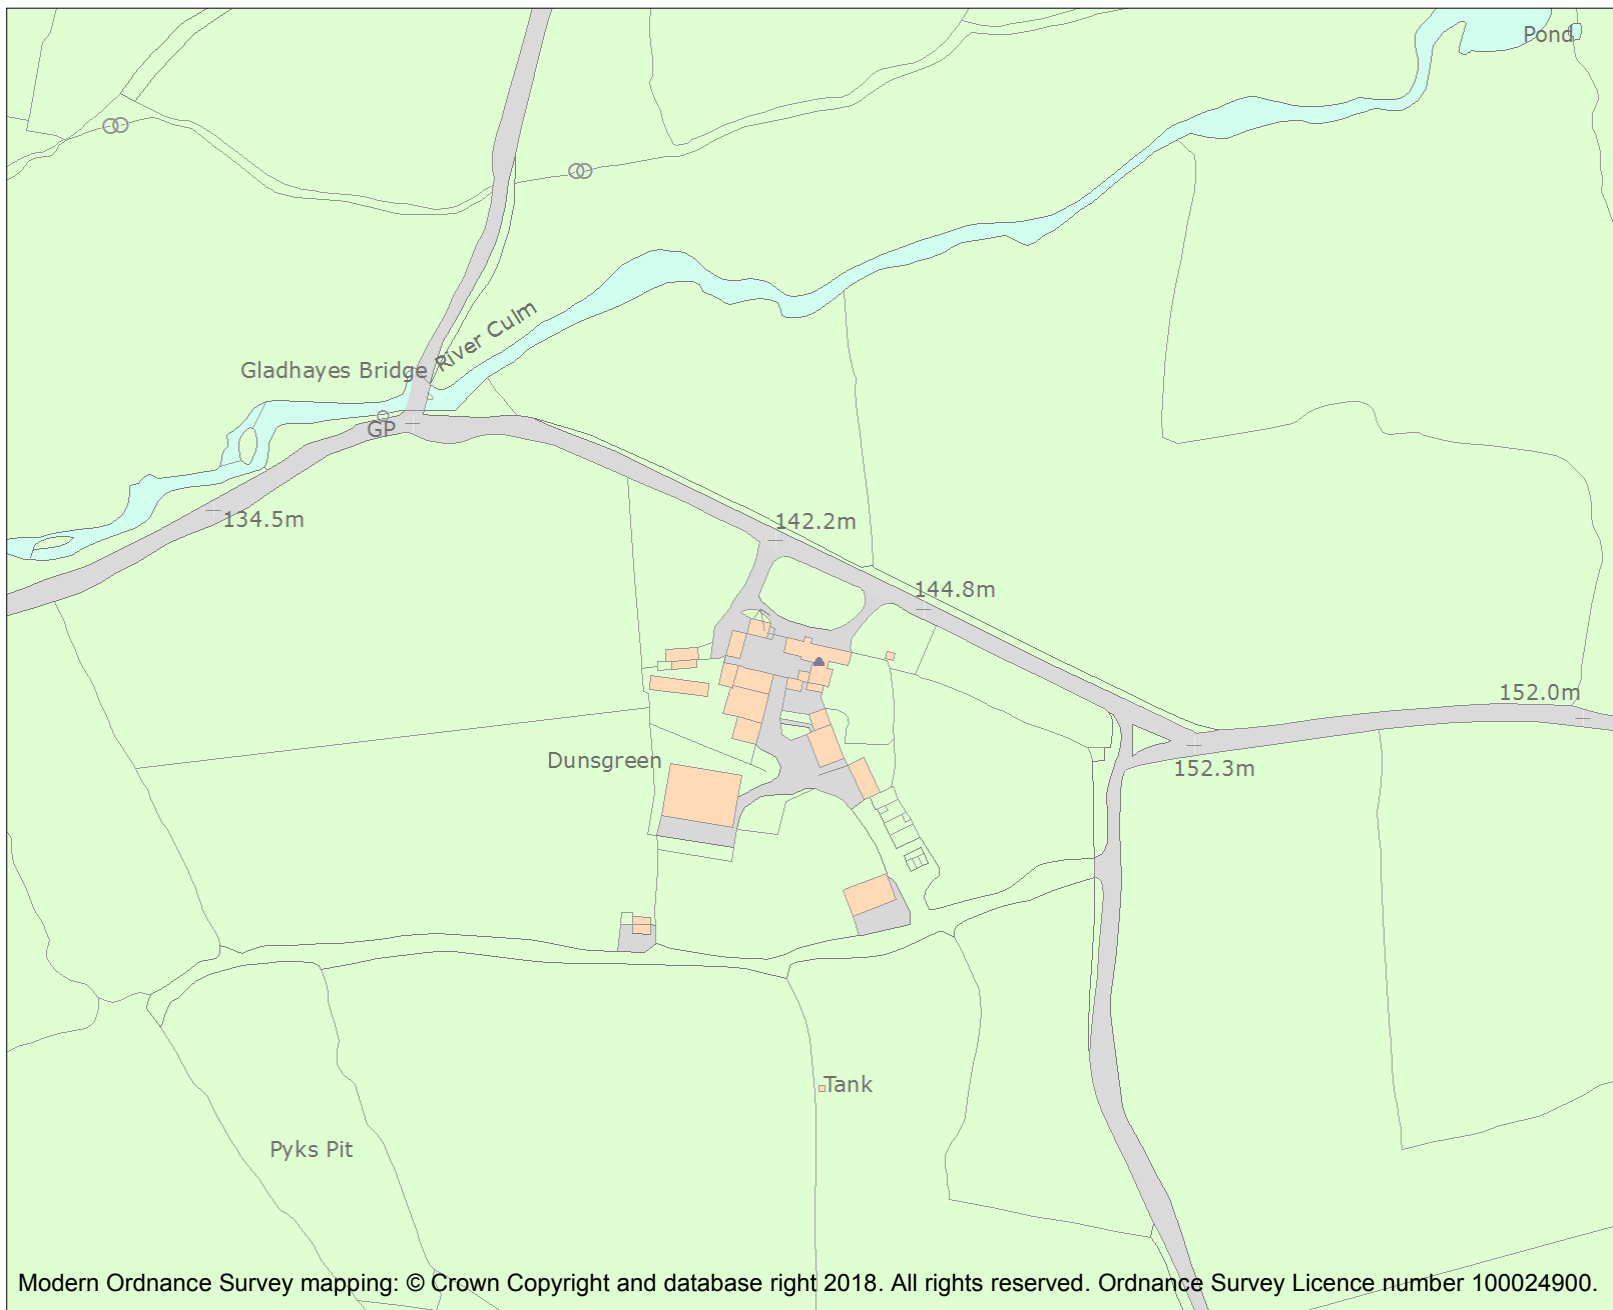 Pond
River Culm
Gladhayes Bridge
GP
134.5m
142.2m
144.8m
152.0m
152.3m
Dunsgreen
Tank
Pyks Pit
Modern Ordnance Survey mapping: © Crown Copyright and database right 2018. All rights reserved. Ordnance Survey Licence number 100024900.